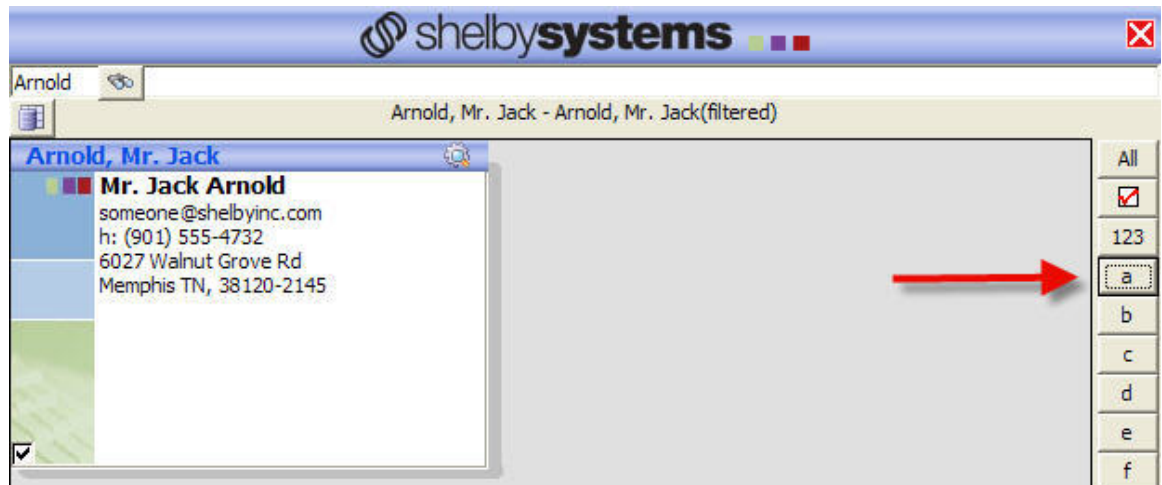 shelbysystems
Arnold
Arnold, Mr. Jack - Arnold, Mr. Jack(filtered)
Arnold, Mr. Jack
Mr. Jack Arnold
someone@shelbyinc.com
h: (901) 555-4732
6027 Walnut Grove Rd
Memphis TN, 38120-2145
All
123
a
b
c
d
e
f